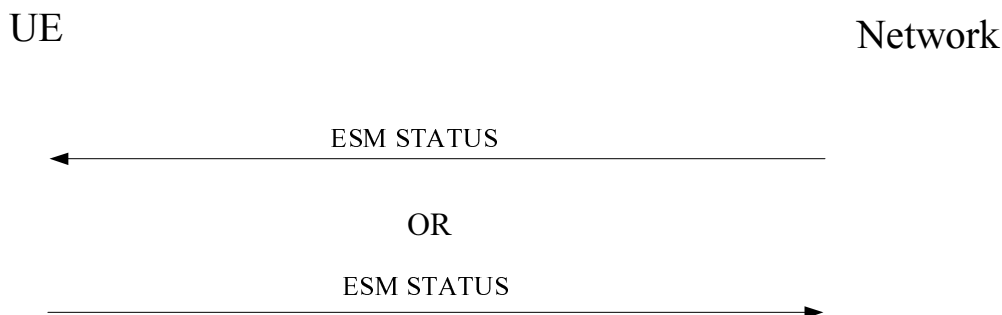 UE
Network
ESM STATUS
OR
ESM STATUS